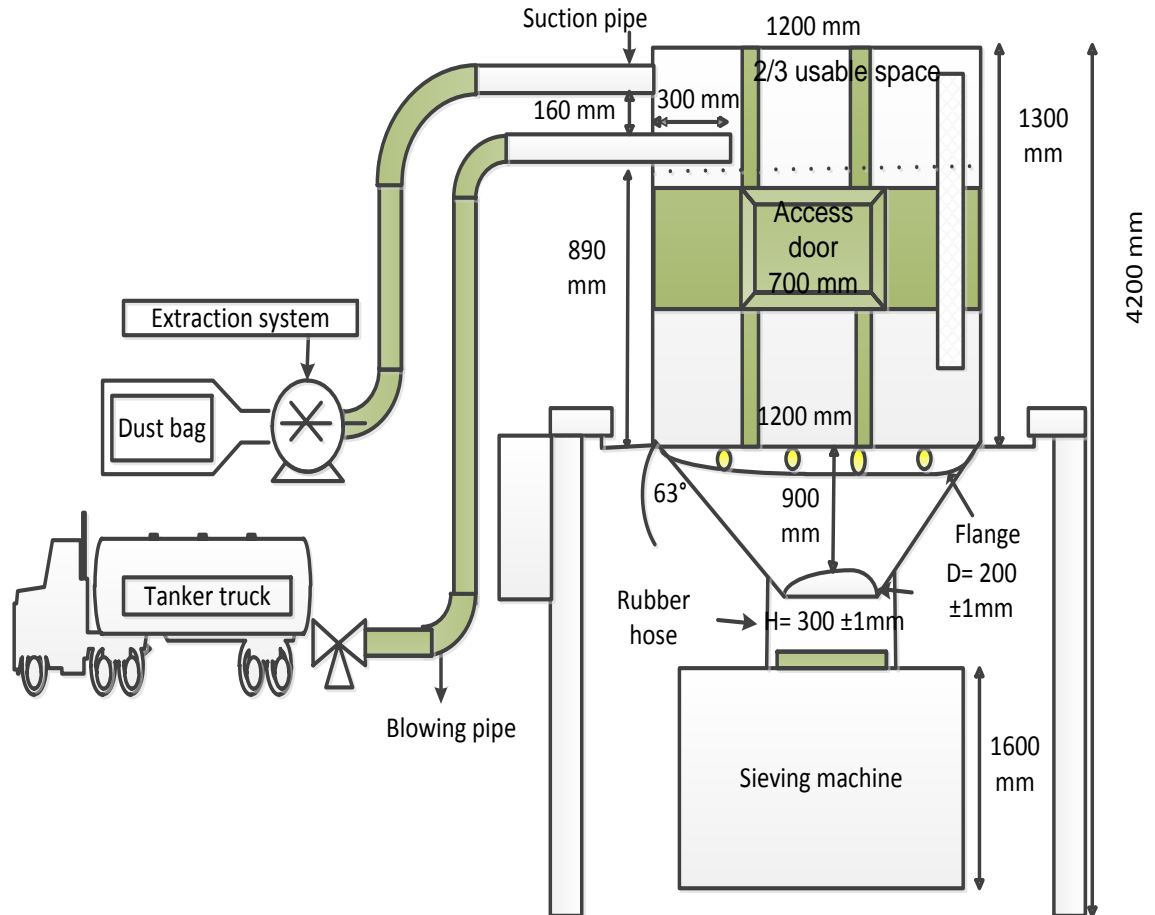 Suction pipe
1200 mm
2/3 usable space
300 mm
160 mm
1300
mm
Access
door
700 mm
890
mm
4200 mm
Extraction system
Dust bag
1200 mm
63°
900
mm
Flange
D= 200
±1mm
Tanker truck
Rubber
hose
H= 300 ±1mm
Blowing pipe
1600
mm
Sieving machine